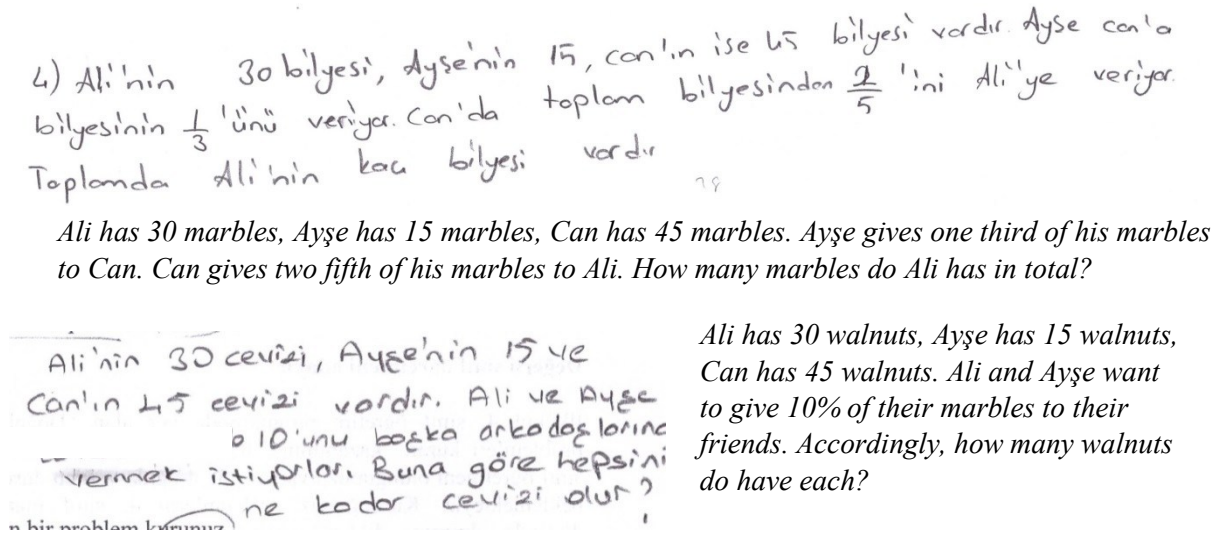 4) Ali'nin 30 bilyesi, Ayşe'nin 15, can'ın ise 45 bilyesi vardır. Ayşe can'a
bilyesinin 1/3 'ünü veriyor. Can'da toplam bilyesinden 2/5 'ini Ali'ye veriyor.
Toplamda Ali'nin kaç bilyesi vardır
Ali has 30 marbles, Ayşe has 15 marbles, Can has 45 marbles. Ayşe gives one third of his marbles
to Can. Can gives two fifth of his marbles to Ali. How many marbles do Ali has in total?
Ali'nin 30 cevizi, Ayşe'nin 15 ve
Can'ın 45 cevizi vardır. Ali ve Ayşe
10'unu başka arkadaşlarına
vermek istiyorlar. Buna göre hepsini
ne kadar cevizi olur?
n bir problem kurunuz
Ali has 30 walnuts, Ayşe has 15 walnuts,
Can has 45 walnuts. Ali and Ayşe want
to give 10% of their marbles to their
friends. Accordingly, how many walnuts
do have each?